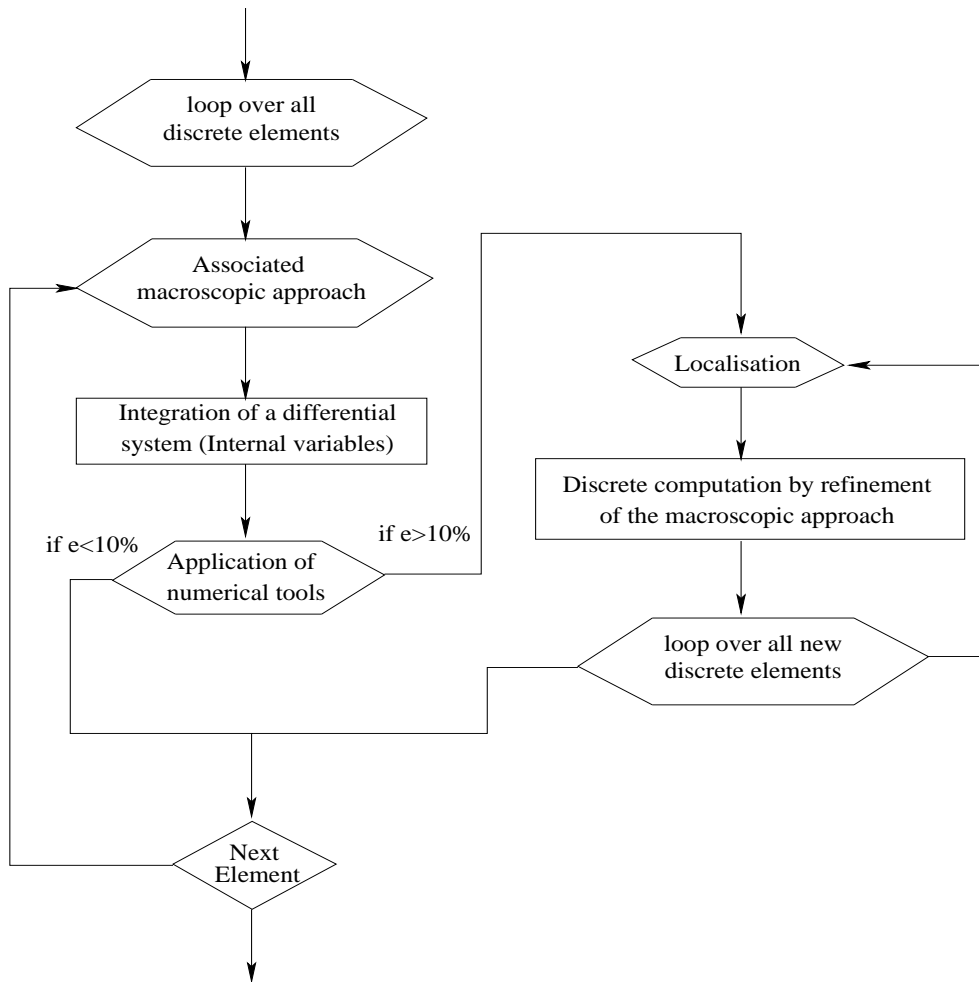 loop over all
discrete elements
Associated
macroscopic approach
Integration of a differential
system (Internal variables)
if e<10%
if e>10%
Application of
numerical tools
Localisation
Discrete computation by refinement
of the macroscopic approach
loop over all new
discrete elements
Next
Element